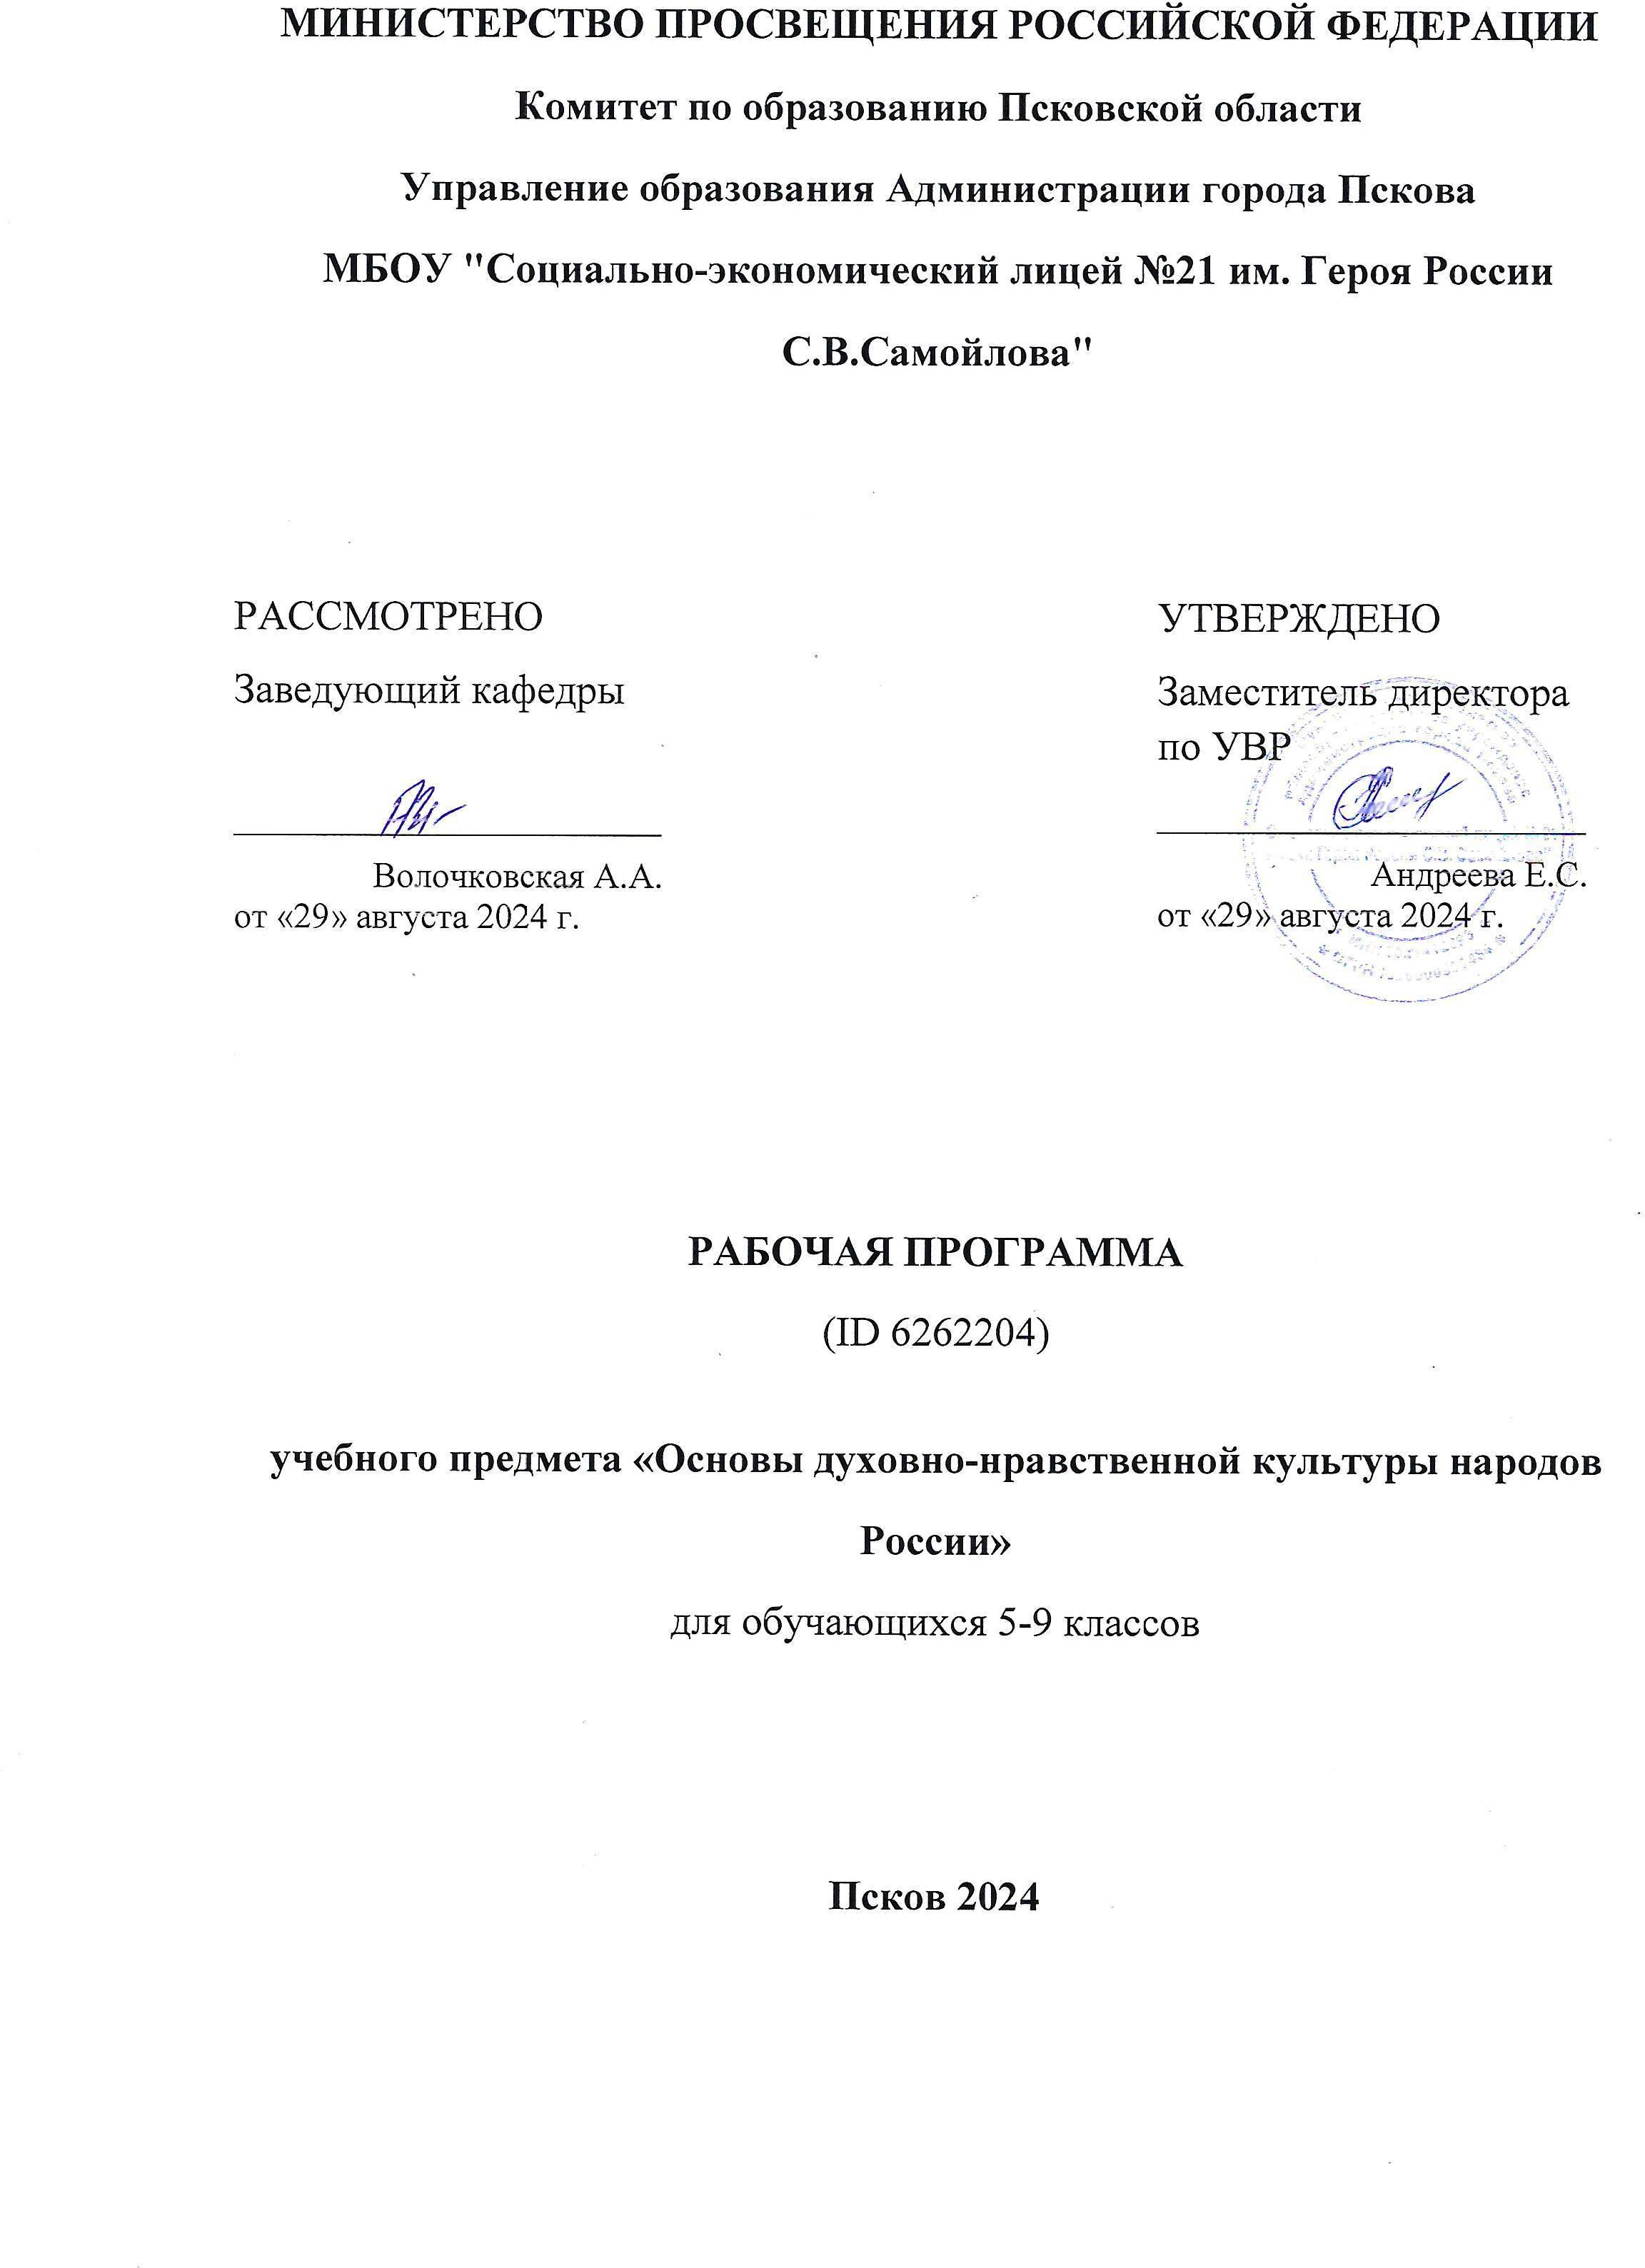 МИНИСТЕРСТВО ПРОСВЕЩЕНИЯ РОССИЙСКОЙ ФЕДЕРАЦИИ
Комитет по образованию Псковской области
Управление образования Администрации города Пскова
МБОУ "Социально-экономический лицей №21 им. Героя России
С.В.Самойлова"
РАССМОТРЕНО
Заведующий кафедры
Волочковская А.А.
от «29» августа 2024 г.
УТВЕРЖДЕНО
Заместитель директора
по УВР
Андреева Е.С.
от «29» августа 2024 г.
РАБОЧАЯ ПРОГРАММА
(ID 6262204)
учебного предмета «Основы духовно-нравственной культуры народов
России»
для обучающихся 5-9 классов
Псков 2024